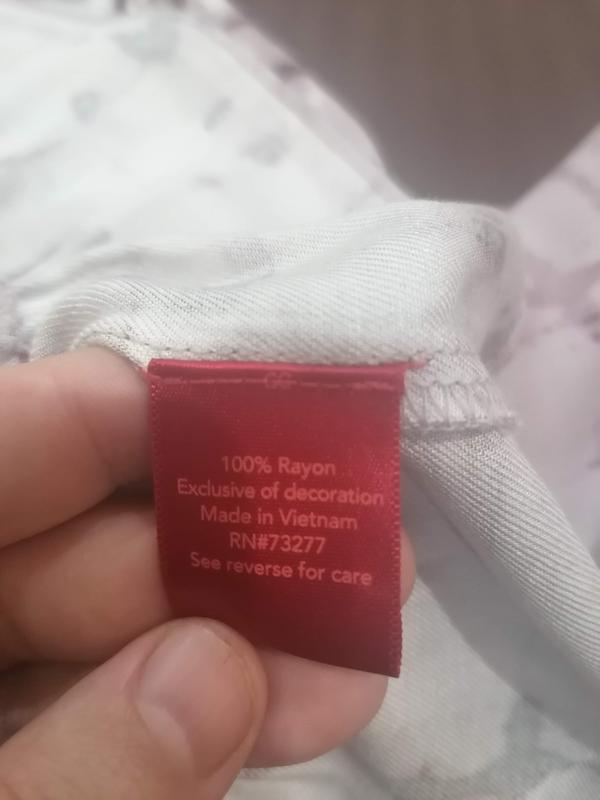 100% Rayon
Exclusive of decoration
Made in Vietnam
RN#73277
See reverse for care